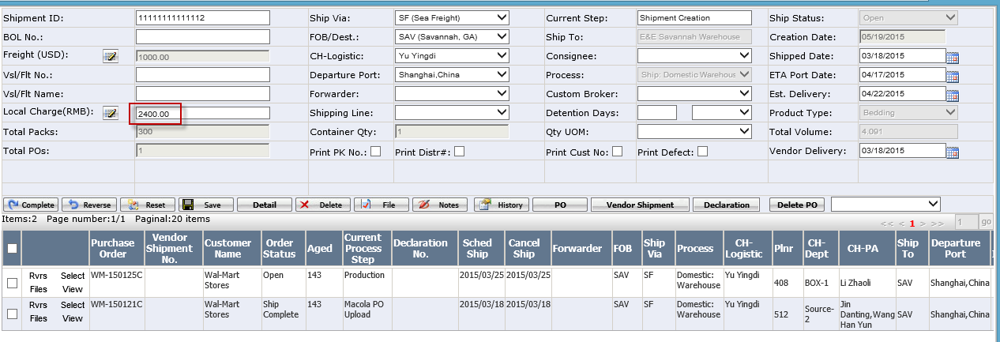 Shipment ID: 11111111111112 Ship Via: SF (Sea Freight) Current Step: Shipment Creation Ship Status: Open
BOL No.: FOB/Dest.: SAV (Savannah, GA) Ship To: E&E Savannah Warehouse Creation Date: 05/19/2015
Freight (USD): 1000.00 CH-Logistic: Yu Yingdi Consignee: Shipped Date: 03/18/2015
Vsl/Flt No.: Departure Port: Shanghai,China Process: Ship: Domestic Warehous ETA Port Date: 04/17/2015
Vsl/Flt Name: Forwarder: Custom Broker: Est. Delivery: 04/22/2015
Local Charge(RMB): 2400.00 Shipping Line: Detention Days: Product Type: Bedding
Total Packs: 300 Container Qty: 1 Qty UOM: Total Volume: 4.091
Total POs: 1 Print PK No.: Print Distr#: Print Cust No: Print Defect: Vendor Delivery: 03/18/2015
Complete Reverse Reset Save Detail Delete File Notes History PO Vendor Shipment Declaration Delete PO
Items:2 Page number:1/1 Paginal:20 items
<< < 1 > >> 1 go
Purchase Order Vendor Shipment No. Customer Name Order Status Aged Current Process Step Declaration No. Sched Ship Cancel Ship Forwarder FOB Ship Via Process CH-Logistic Plnr CH-Dept CH-PA Ship To Departure Port
Rvrs Select WM-150125C Wal-Mart Open 143 Production 2015/03/25 2015/03/25 SAV SF Domestic: Yu Yingdi 408 BOX-1 Li Zhaoli SAV Shanghai,China
Files View Stores Warehouse
Rvrs Select WM-150121C Wal-Mart Ship 143 Macola PO 2015/03/18 2015/03/18 SAV SF Domestic: Yu Yingdi 512 Source- Jin SAV Shanghai,China
Files View Stores Complete Upload Warehouse 2 Danting,Wang
Han Yun